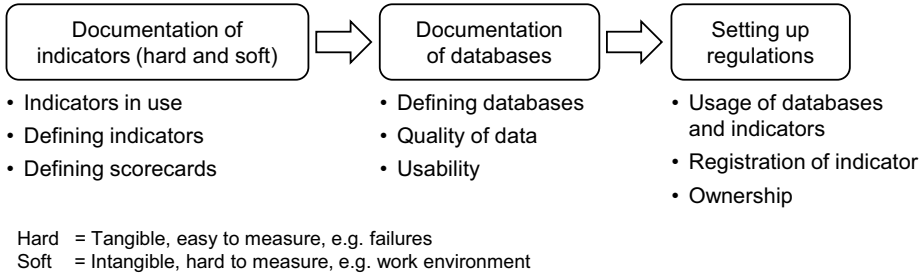 Documentation of
indicators (hard and soft)
Documentation
of databases
Setting up
regulations
• Indicators in use
• Defining indicators
• Defining scorecards
• Defining databases
• Quality of data
• Usability
• Usage of databases
and indicators
• Registration of indicator
• Ownership
Hard = Tangible, easy to measure, e.g. failures
Soft = Intangible, hard to measure, e.g. work environment